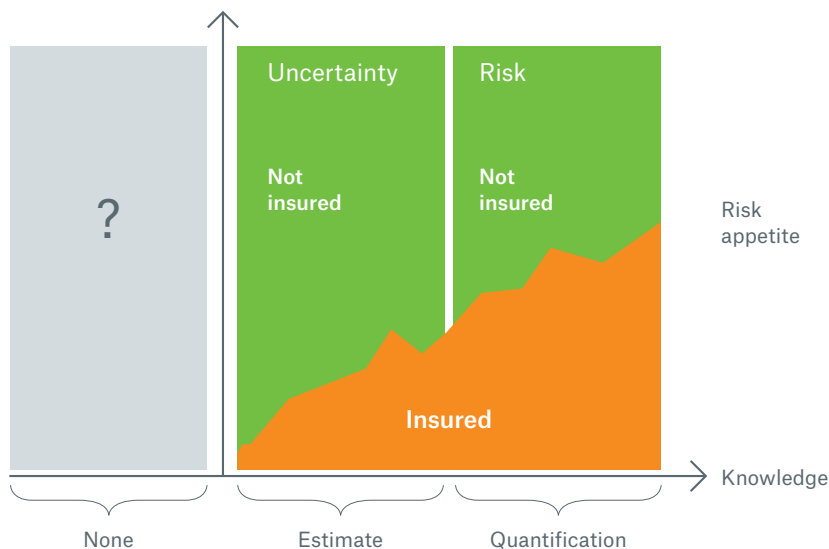 Uncertainty
Risk
Not
insured
Not
insured
?
Risk
appetite
Insured
Knowledge
None
Estimate
Quantification